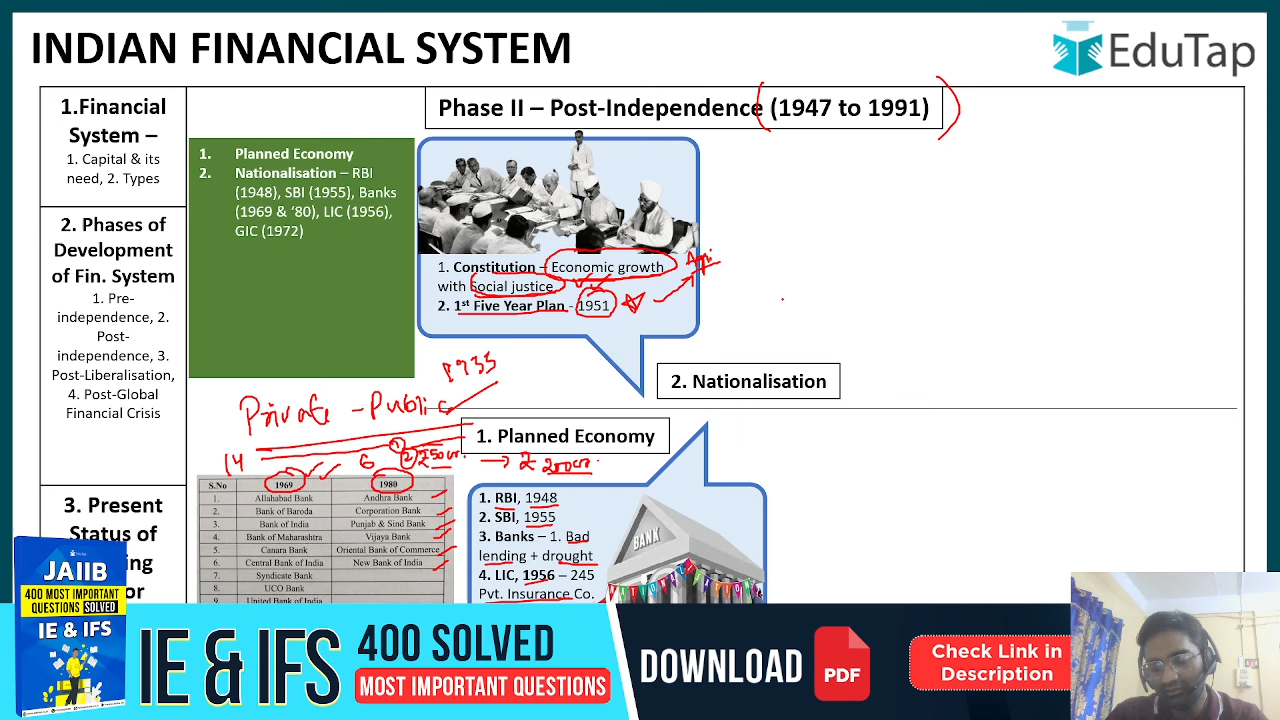 INDIAN FINANCIAL SYSTEM
EduTap
1.Financial
System –
1. Capital & its
need, 2. Types
2. Phases of
Development
of Fin. System
1. Pre-
independence, 2.
Post-
independence, 3.
Post-Liberalisation,
4. Post-Global
Financial Crisis
3. Present
Status of
Phase II – Post-Independence (1947 to 1991)
1. Planned Economy
2. Nationalisation – RBI
(1948), SBI (1955), Banks
(1969 & ‘80), LIC (1956),
GIC (1972)
1. Constitution – Economic growth
with Social justice
2. 1st Five Year Plan - 1951
Agri
2. Nationalisation
1935
Private - Public
1. Planned Economy
14
6
1
2
200cr.
S.No 1969 1980
1. Allahabad Bank Andhra Bank
2. Bank of Baroda Corporation Bank
3. Bank of India Punjab & Sind Bank
4. Bank of Maharashtra Vijaya Bank
5. Canara Bank Oriental Bank of Commerce
6. Central Bank of India New Bank of India
7. Syndicate Bank
8. UCO Bank
9. United Bank of India
1. RBI, 1948
2. SBI, 1955
3. Banks – 1. Bad
lending + drought
4. LIC, 1956 – 245
Pvt. Insurance Co.
BANK
EduTap
JAIIB
400 MOST IMPORTANT
QUESTIONS SOLVED
IE & IFS
IE & IFS
400 SOLVED
MOST IMPORTANT QUESTIONS
DOWNLOAD
PDF
Check Link in
Description